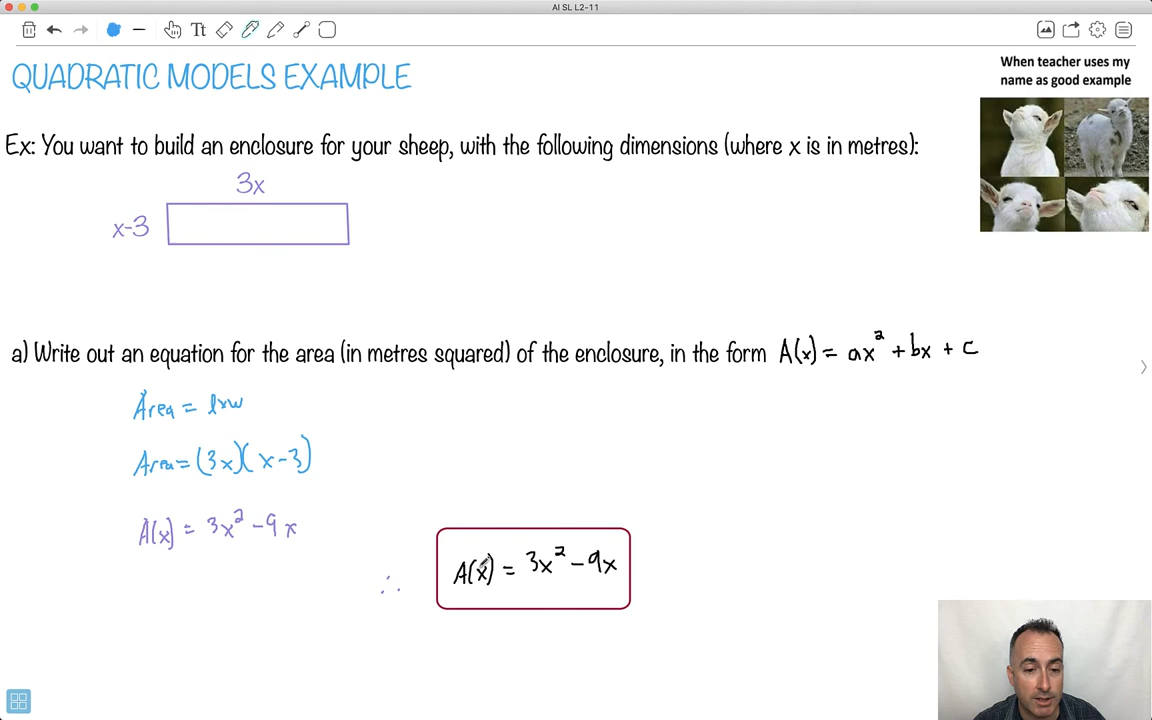 AI SL L2-11
Tt
QUADRATIC MODELS EXAMPLE
When teacher uses my
name as good example
Ex: You want to build an enclosure for your sheep, with the following dimensions (where x is in metres):
3x
x-3
a) Write out an equation for the area (in metres squared) of the enclosure, in the form A(x) = ax² + bx + c
Area = lxw
Area = (3x)(x-3)
A(x) = 3x² - 9x
∴ A(x) = 3x² - 9x